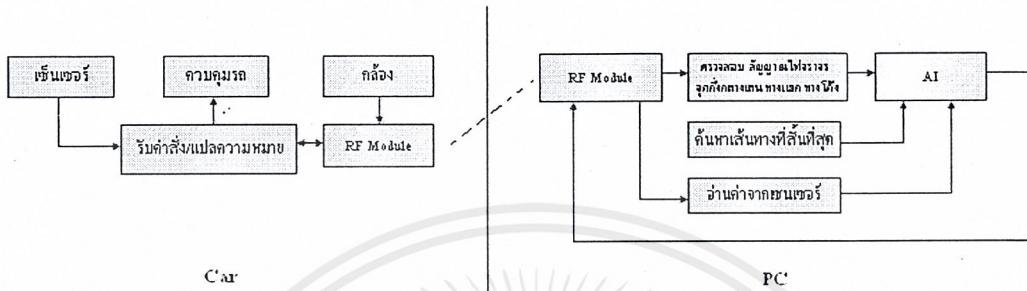 เซ็นเซอร์
ควบคุมรถ
กล้อง
รับคำสั่ง/แปลความหมาย
RF Module
Car
RF Module
ตรวจสอบ สัญญาณไฟจราจร
จุดกึ่งกลางเลน ทางแยก ทางโค้ง
AI
ค้นหาเส้นทางที่สั้นที่สุด
อ่านค่าจากเซนเซอร์
PC